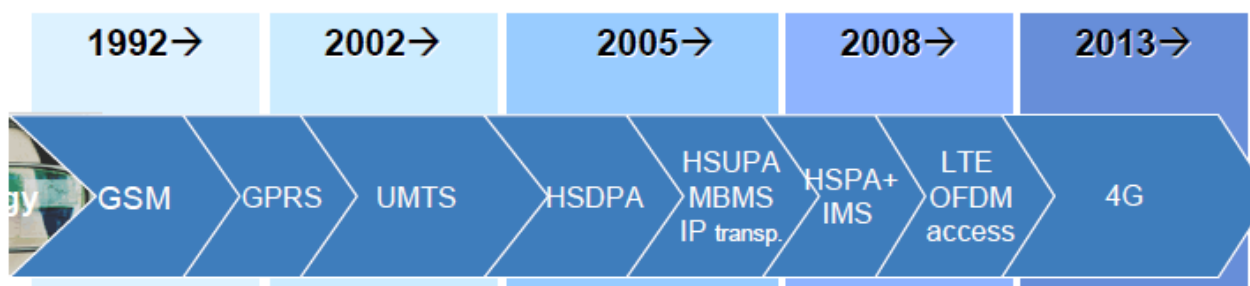 1992→
2002→
2005→
2008→
2013→
gy
GSM
GPRS
UMTS
HSDPA
HSUPA
MBMS
IP transp.
HSPA+
IMS
LTE
OFDM
access
4G